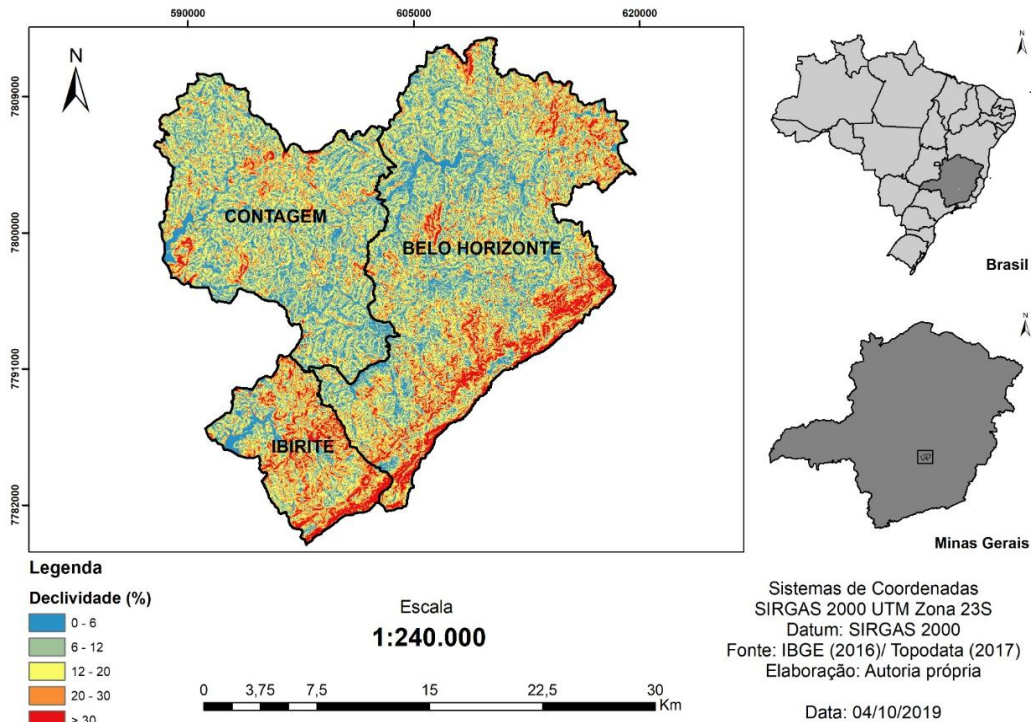 590000
605000
620000
N
7809000
7800000
7791000
7782000
CONTAGEM
BELO HORIZONTE
IBIRITÉ
N
Brasil
N
Minas Gerais
Legenda
Declividade (%)
0 - 6
6 - 12
12 - 20
20 - 30
> 30
Escala
1:240.000
0 3,75 7,5 15 22,5 30
Km
Sistemas de Coordenadas
SIRGAS 2000 UTM Zona 23S
Datum: SIRGAS 2000
Fonte: IBGE (2016)/ Topodata (2017)
Elaboração: Autoria própria
Data: 04/10/2019